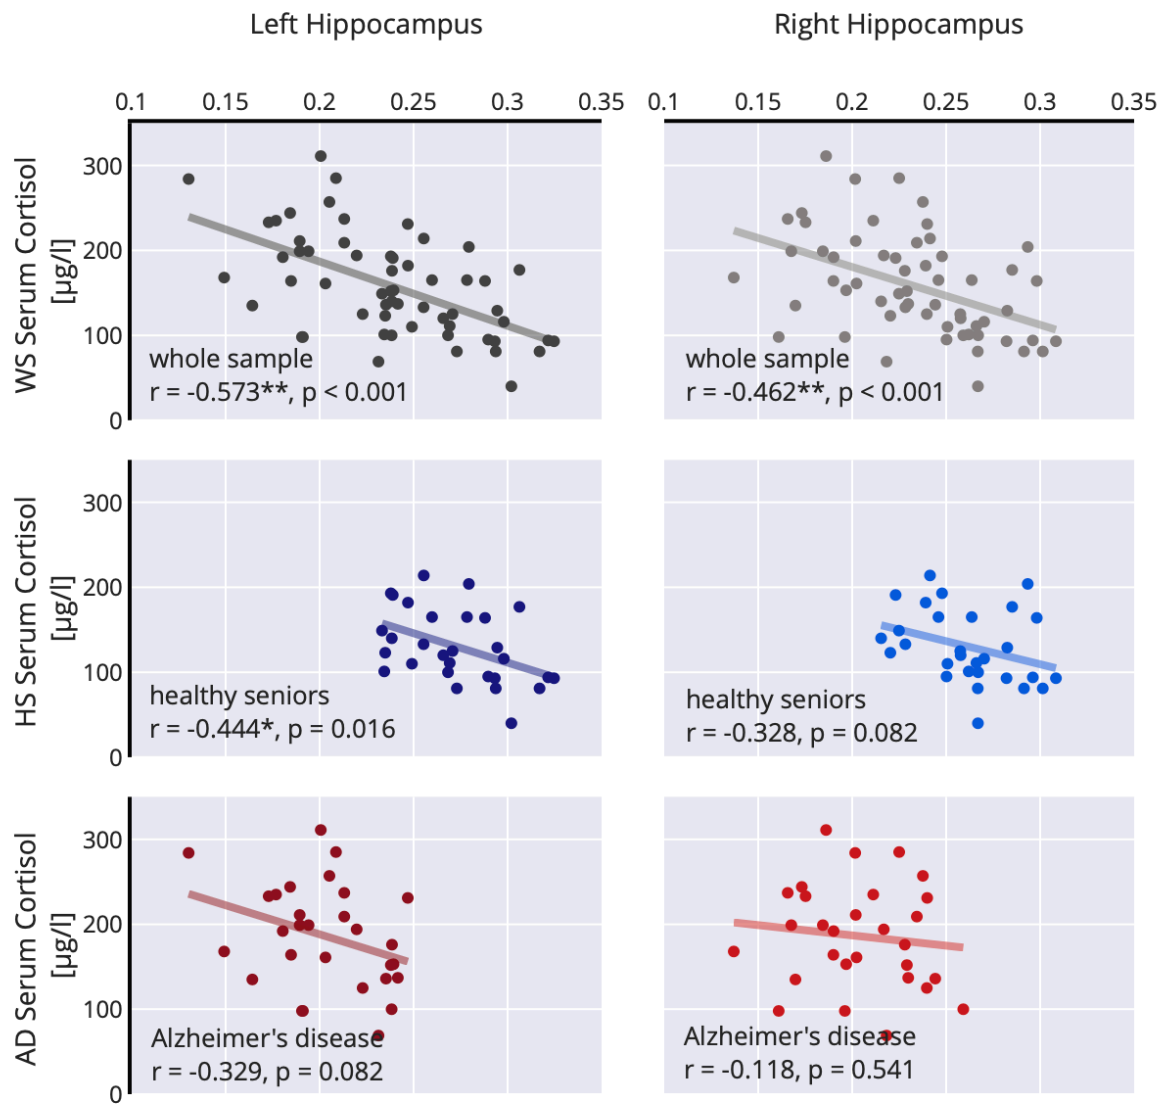 Left Hippocampus Right Hippocampus
0.1 0.15 0.2 0.25 0.3 0.35 0.1 0.15 0.2 0.25 0.3 0.35
WS Serum Cortisol
[µg/l]
300
200
100
0
whole sample
r = -0.573**, p < 0.001
whole sample
r = -0.462**, p < 0.001
HS Serum Cortisol
[µg/l]
300
200
100
0
healthy seniors
r = -0.444*, p = 0.016
healthy seniors
r = -0.328, p = 0.082
AD Serum Cortisol
[µg/l]
300
200
100
0
Alzheimer's disease
r = -0.329, p = 0.082
Alzheimer's disease
r = -0.118, p = 0.541